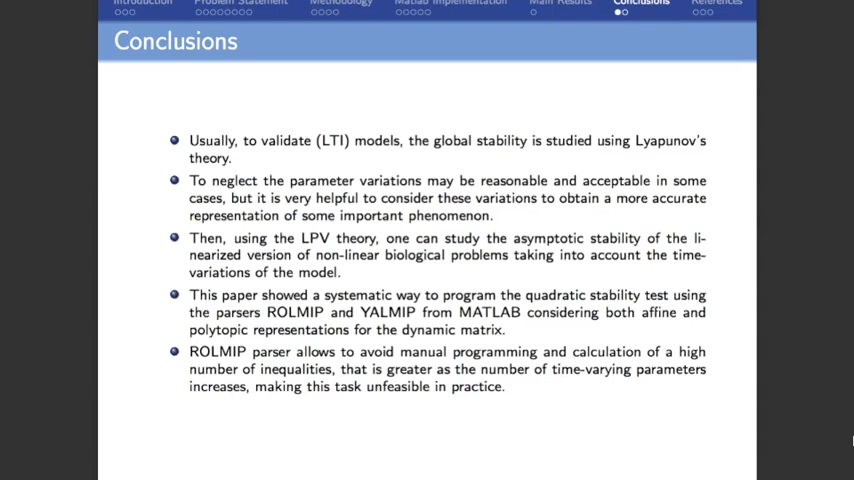 Introduction Problem Statement Methodology Matlab Implementation Main Results Conclusions References
Conclusions
Usually, to validate (LTI) models, the global stability is studied using Lyapunov's
theory.
To neglect the parameter variations may be reasonable and acceptable in some
cases, but it is very helpful to consider these variations to obtain a more accurate
representation of some important phenomenon.
Then, using the LPV theory, one can study the asymptotic stability of the li-
nearized version of non-linear biological problems taking into account the time-
variations of the model.
This paper showed a systematic way to program the quadratic stability test using
the parsers ROLMIP and YALMIP from MATLAB considering both affine and
polytopic representations for the dynamic matrix.
ROLMIP parser allows to avoid manual programming and calculation of a high
number of inequalities, that is greater as the number of time-varying parameters
increases, making this task unfeasible in practice.